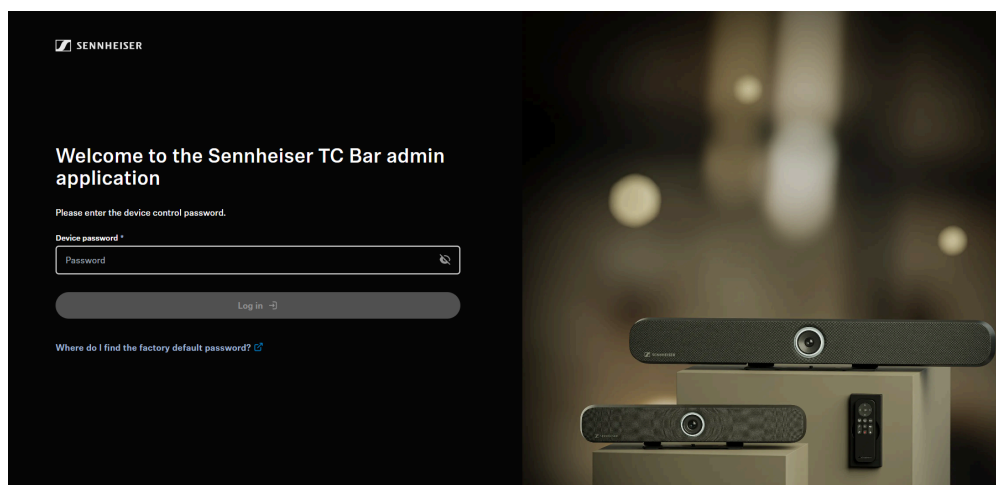 SENNHEISER
Welcome to the Sennheiser TC Bar admin
application
Please enter the device control password.
Device password *
Password
Log in
Where do I find the factory default password?
SENNHEISER